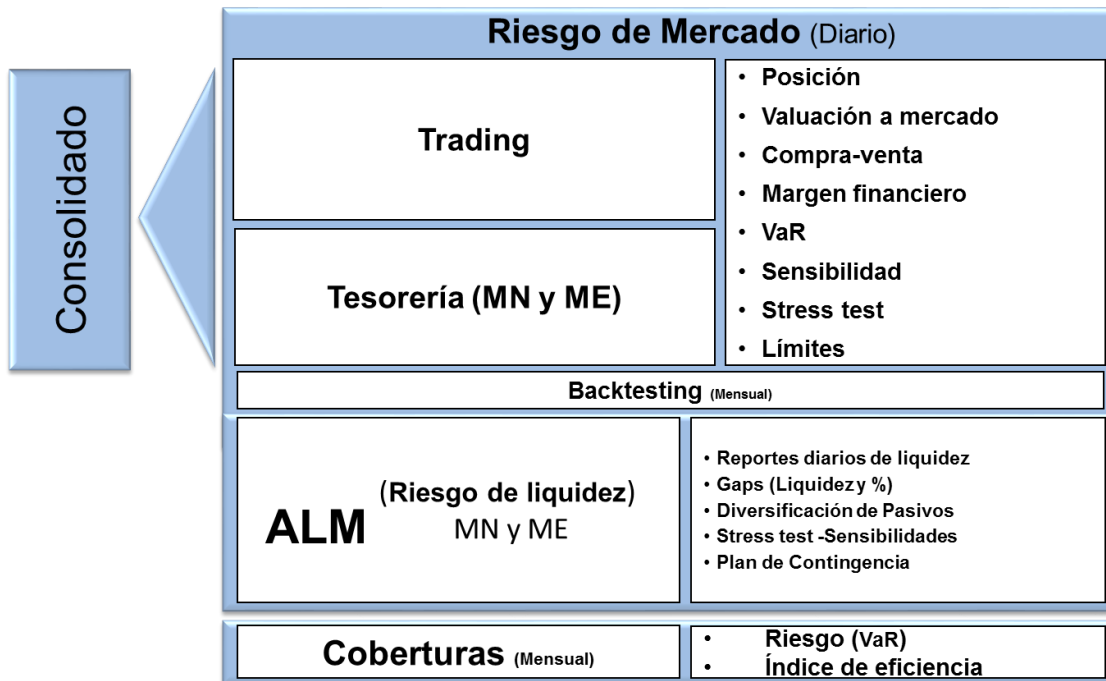 Consolidado
Riesgo de Mercado (Diario)
Trading
Tesorería (MN y ME)
• Posición
• Valuación a mercado
• Compra-venta
• Margen financiero
• VaR
• Sensibilidad
• Stress test
• Límites
Backtesting (Mensual)
ALM (Riesgo de liquidez)
MN y ME
• Reportes diarios de liquidez
• Gaps (Liquidez y %)
• Diversificación de Pasivos
• Stress test -Sensibilidades
• Plan de Contingencia
Coberturas (Mensual)
• Riesgo (VaR)
• Índice de eficiencia